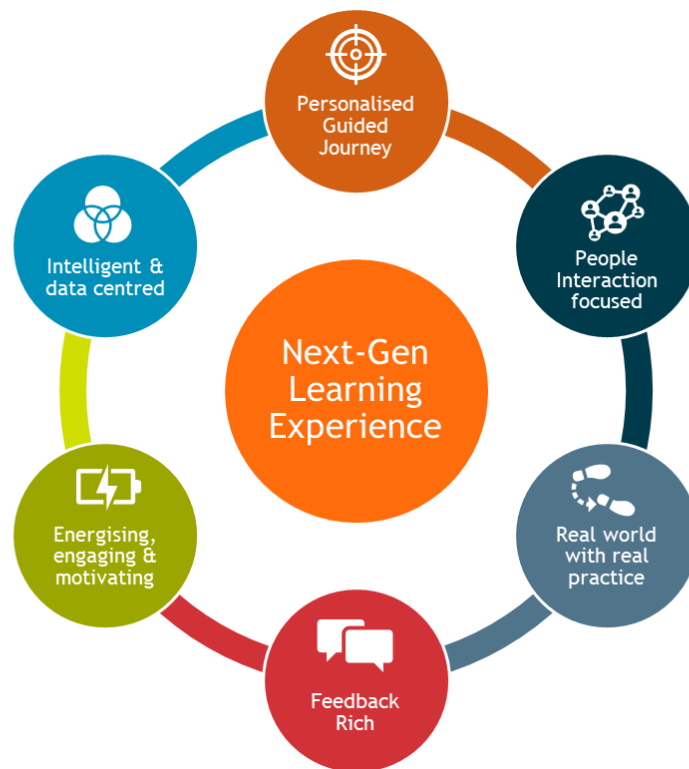 Personalised
Guided
Journey
People
Interaction
focused
Real world
with real
practice
Feedback
Rich
Energising,
engaging &
motivating
Intelligent &
data centred
Next-Gen
Learning
Experience